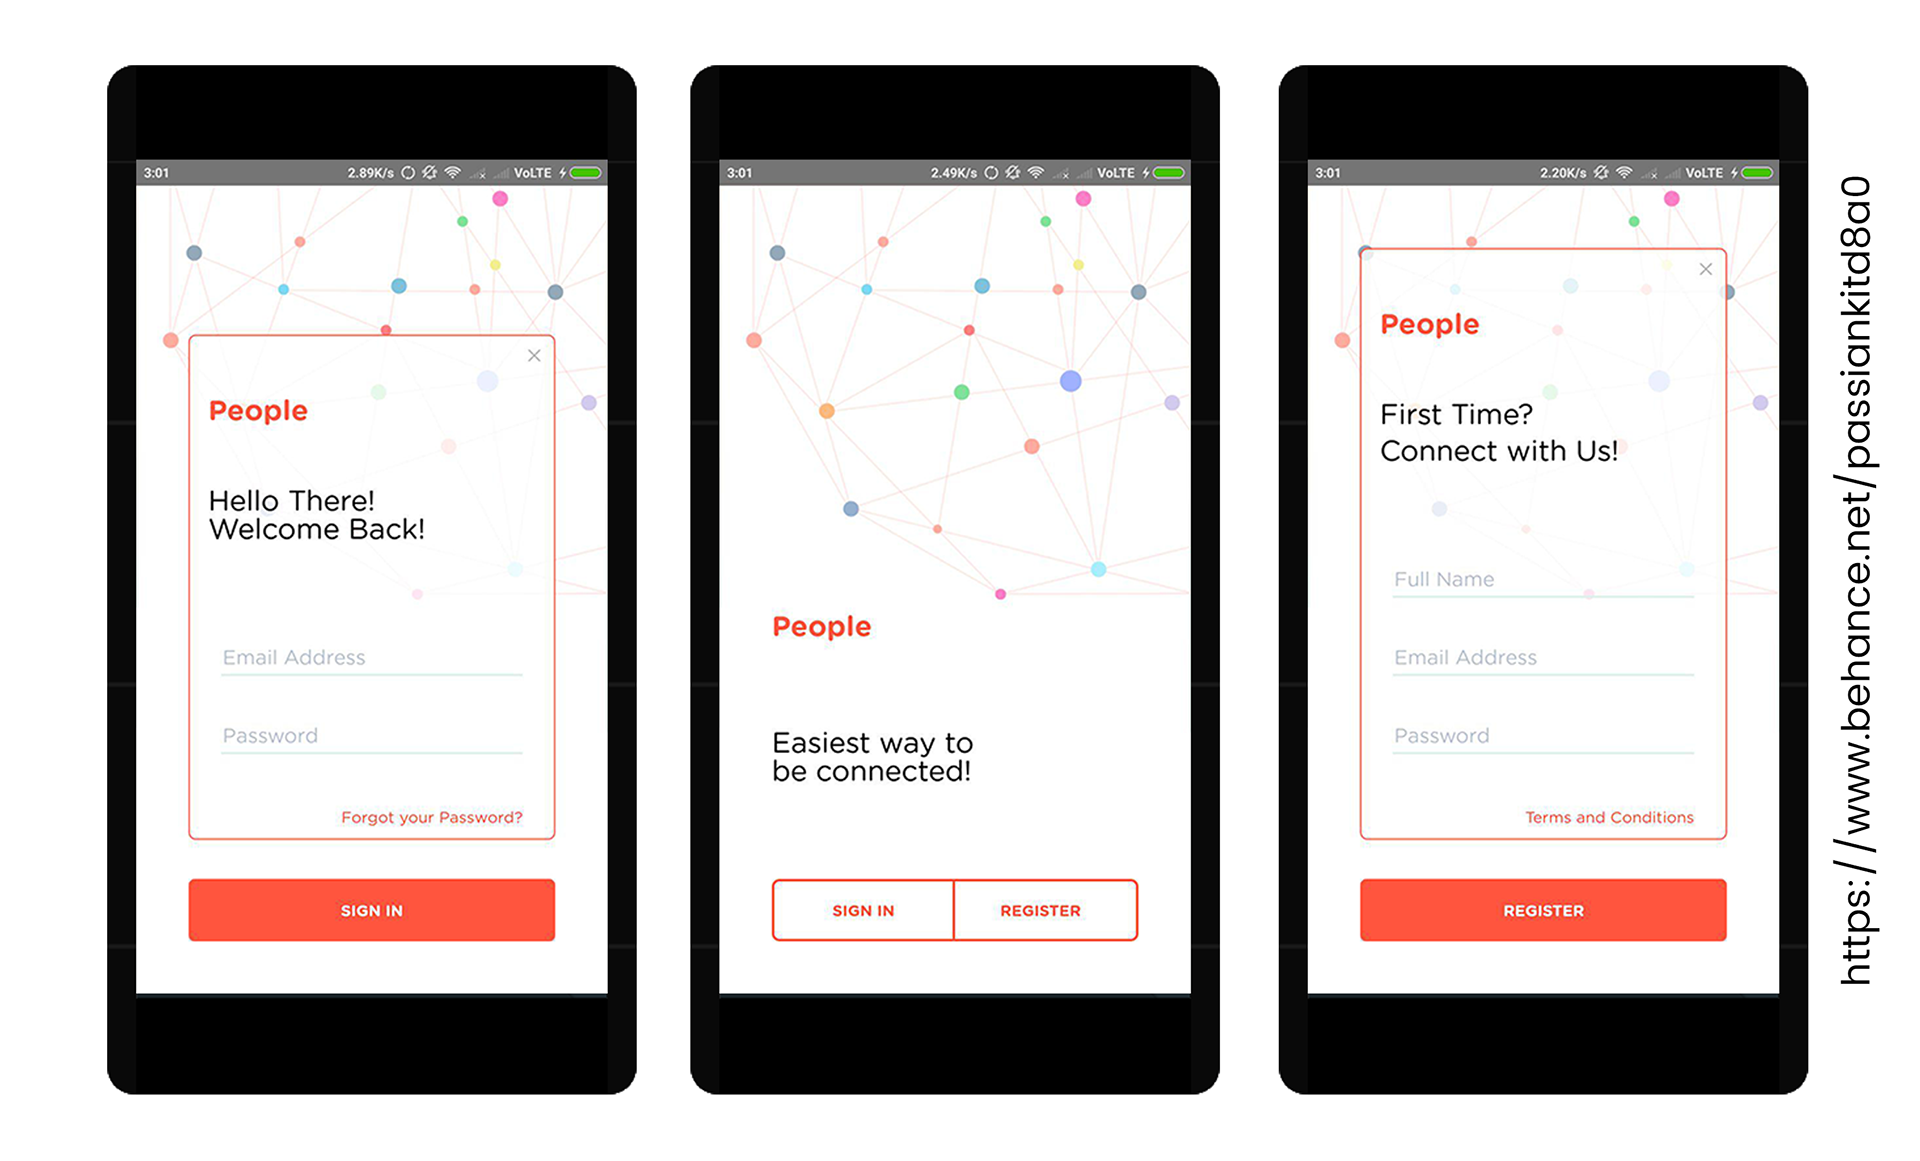 3:01
2.89K/s
VoLTE
People
Hello There!
Welcome Back!
Email Address
Password
Forgot your Password?
SIGN IN
3:01
2.49K/s
VoLTE
People
Easiest way to
be connected!
SIGN IN
REGISTER
3:01
2.20K/s
VoLTE
People
First Time?
Connect with Us!
Full Name
Email Address
Password
Terms and Conditions
REGISTER
https://www.behance.net/passiankitd8a0